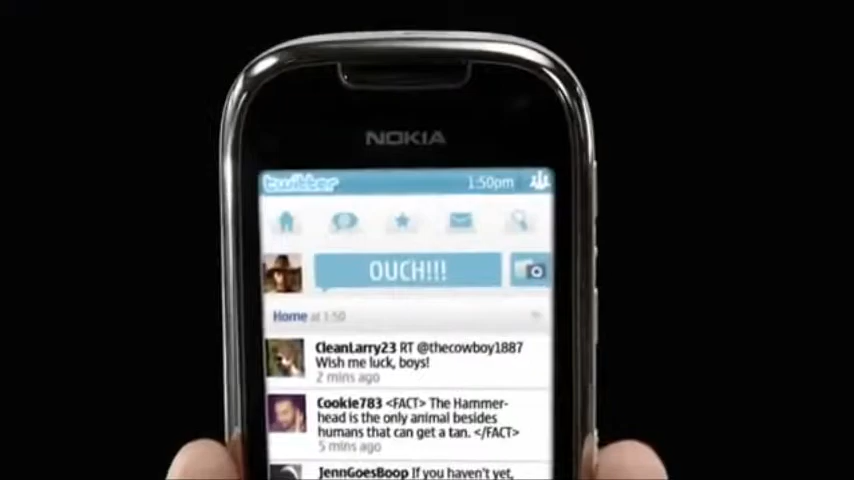 NOKIA
twitter 1:50pm
OUCH!!!
Home at 1:50
CleanLarry23 RT @thecowboy1887
Wish me luck, boys!
2 mins ago
Cookie783 <FACT> The Hammer-
head is the only animal besides
humans that can get a tan. </FACT>
5 mins ago
JennGoesBoop If you haven't yet,